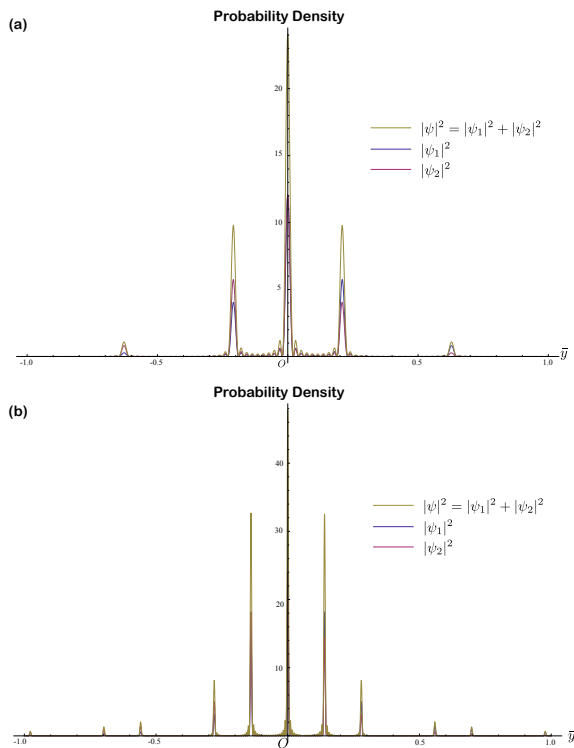 Probability Density
(a)
20
|ψ|² = |ψ₁|² + |ψ₂|²
|ψ₁|²
15
|ψ₂|²
10
5
-1.0 -0.5 O 0.5 1.0 ȳ
Probability Density
(b)
40
|ψ|² = |ψ₁|² + |ψ₂|²
|ψ₁|²
30
|ψ₂|²
20
10
-1.0 -0.5 O 0.5 1.0 ȳ